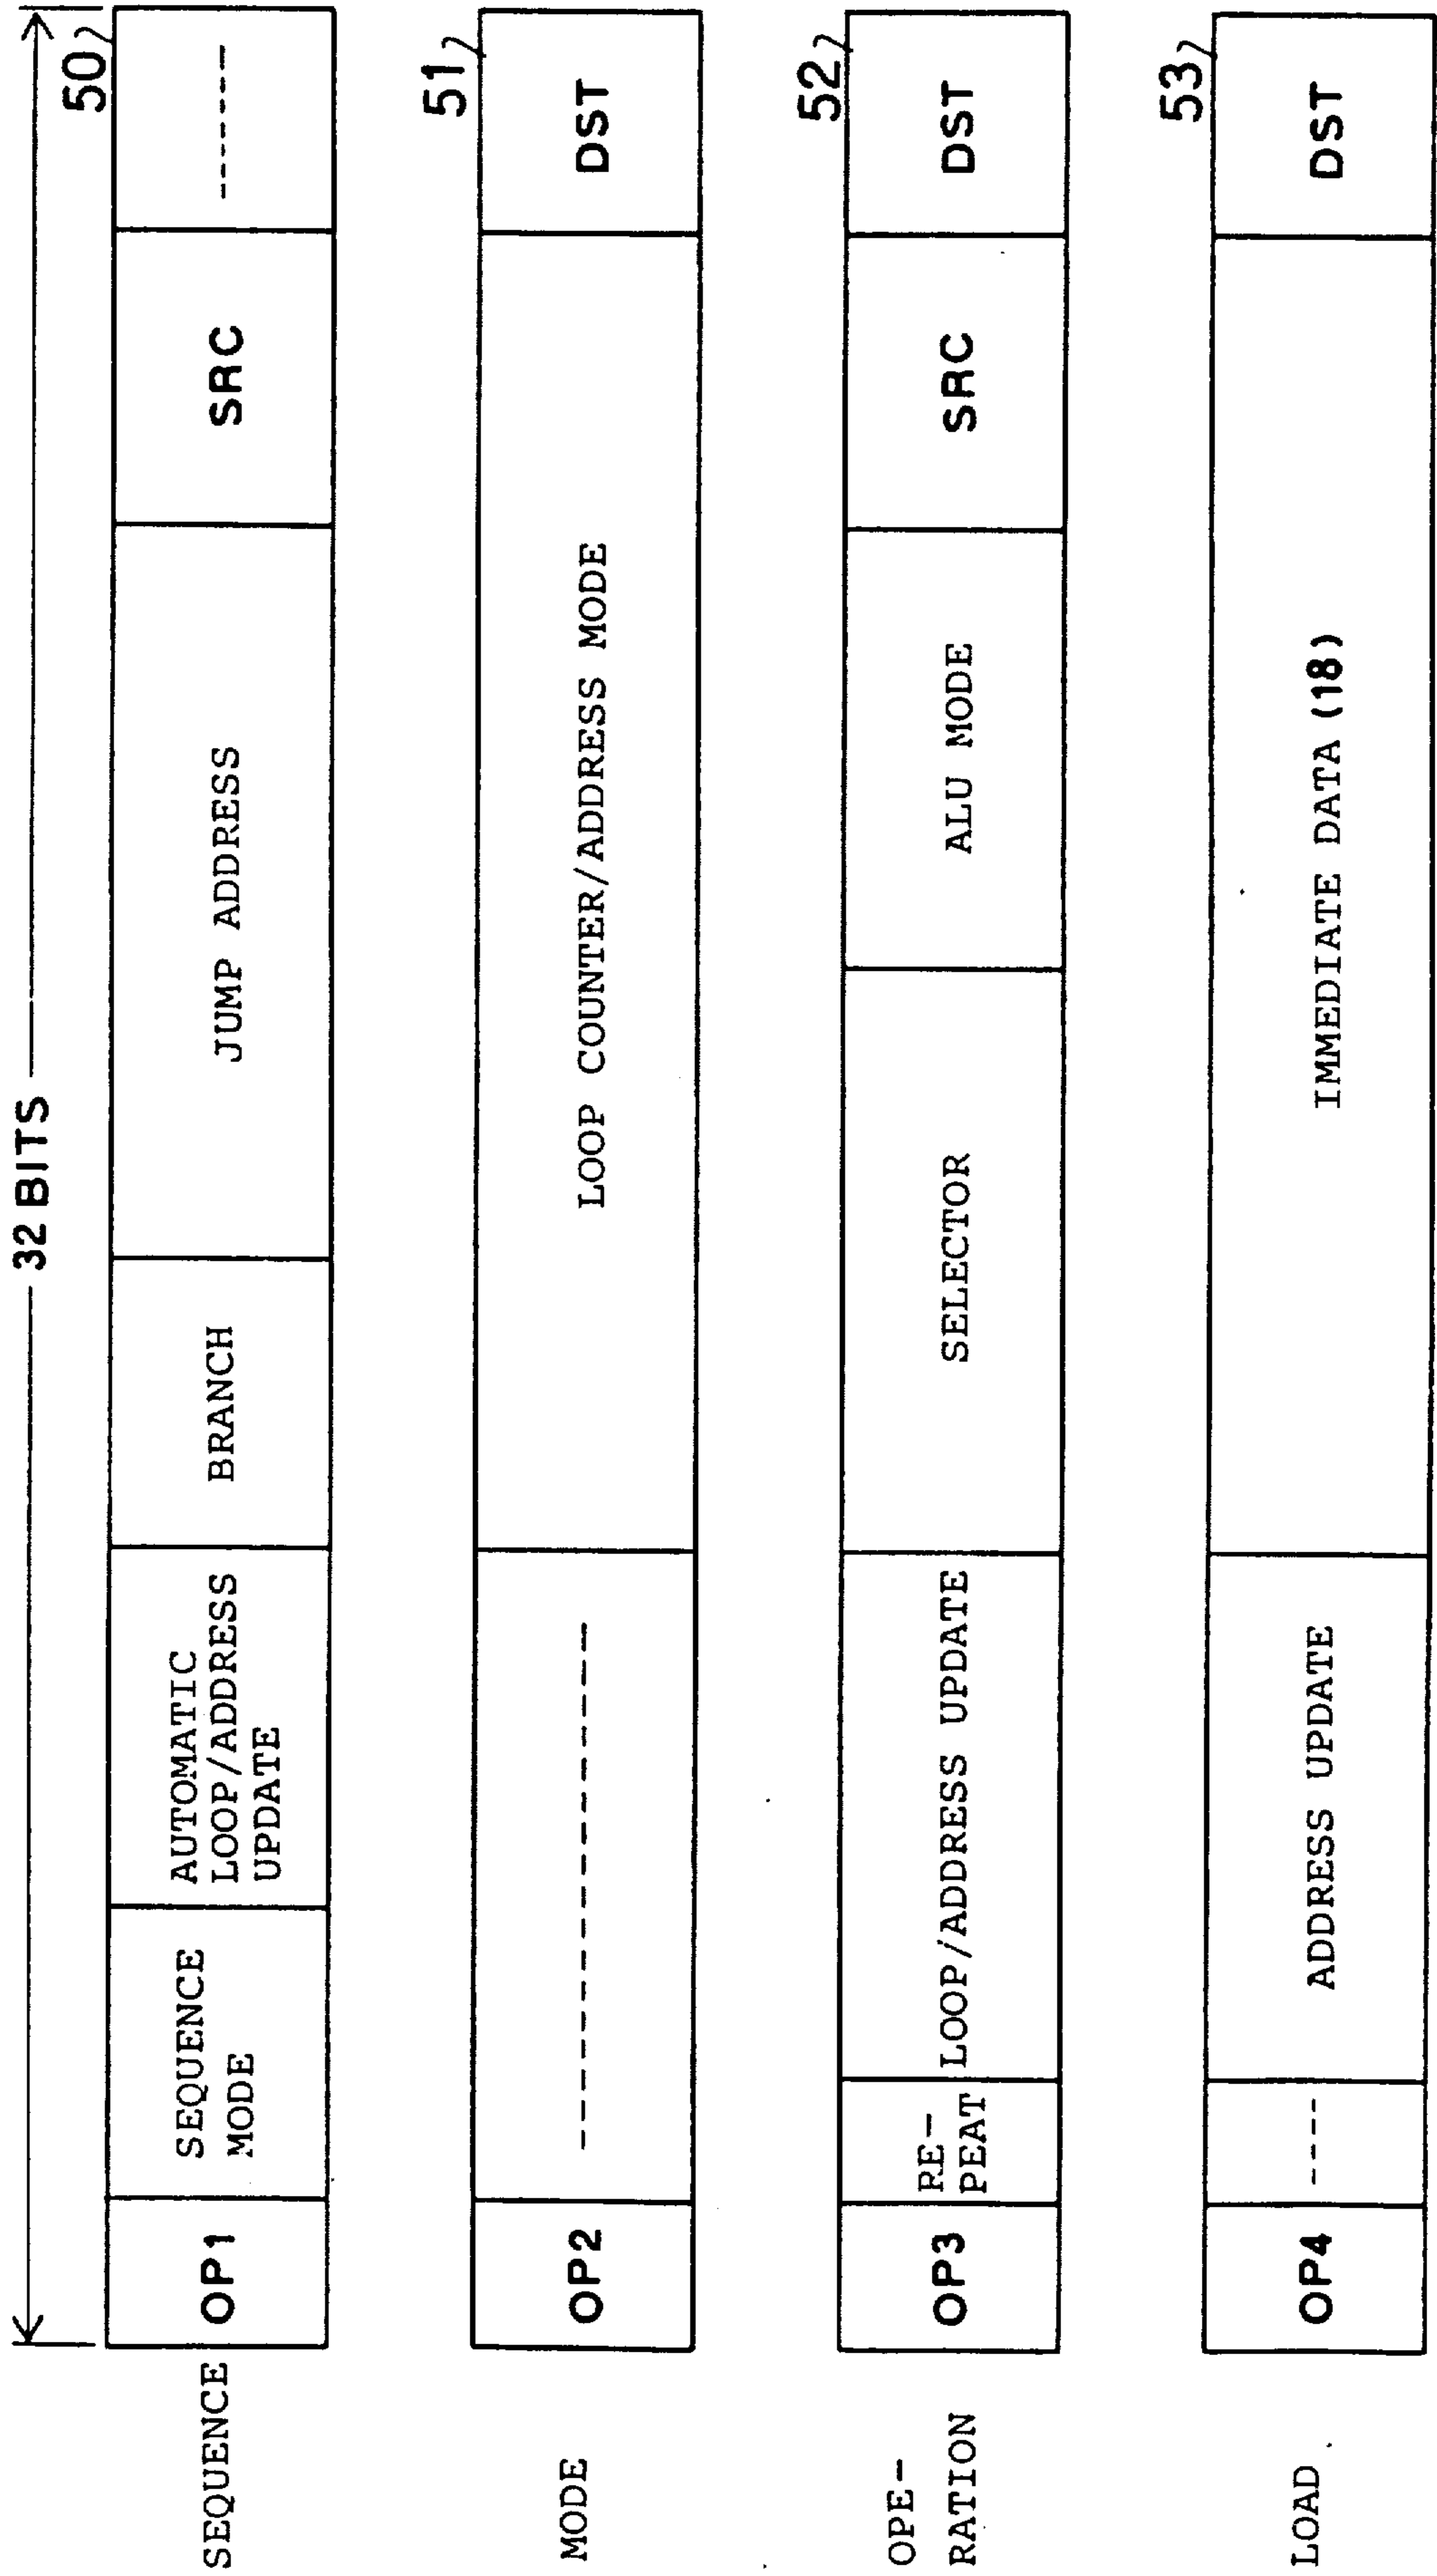 32 BITS
50
SEQUENCE
OP1
SEQUENCE
MODE
AUTOMATIC
LOOP/ADDRESS
UPDATE
BRANCH
JUMP ADDRESS
SRC
-------
51
MODE
OP2
--------------------
LOOP COUNTER/ADDRESS MODE
DST
52
OPE-
RATION
OP3
RE-
PEAT
LOOP/ADDRESS UPDATE
SELECTOR
ALU MODE
SRC
DST
53
LOAD
OP4
----
ADDRESS UPDATE
IMMEDIATE DATA (18)
DST